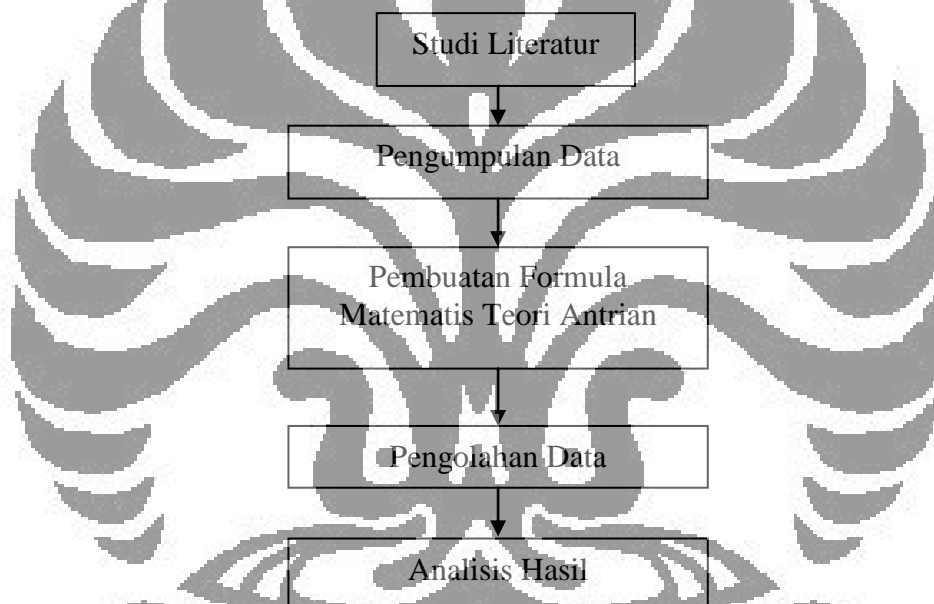 Studi Literatur
Pengumpulan Data
Pembuatan Formula
Matematis Teori Antrian
Pengolahan Data
Analisis Hasil